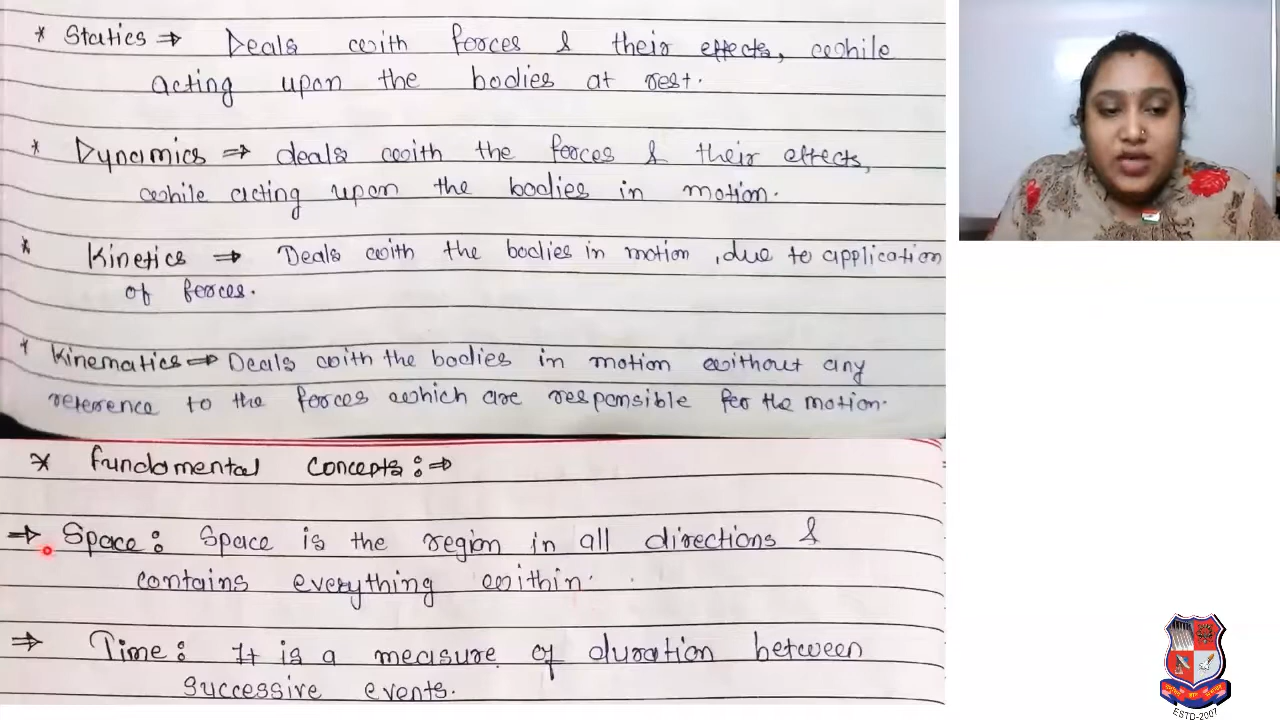 * Statics ⇒ Deals with forces & their effects, while
acting upon the bodies at rest.
* Dynamics ⇒ deals with the forces & their effects,
while acting upon the bodies in motion.
* Kinetics ⇒ Deals with the bodies in motion, due to application
of forces.
* Kinematics ⇒ Deals with the bodies in motion without any
reference to the forces which are responsible for the motion.
* Fundamental concepts: ⇒
⇒ Space: Space is the region in all directions &
contains everything within.
⇒ Time: It is a measure of duration between
successive events.
ESTD-2007